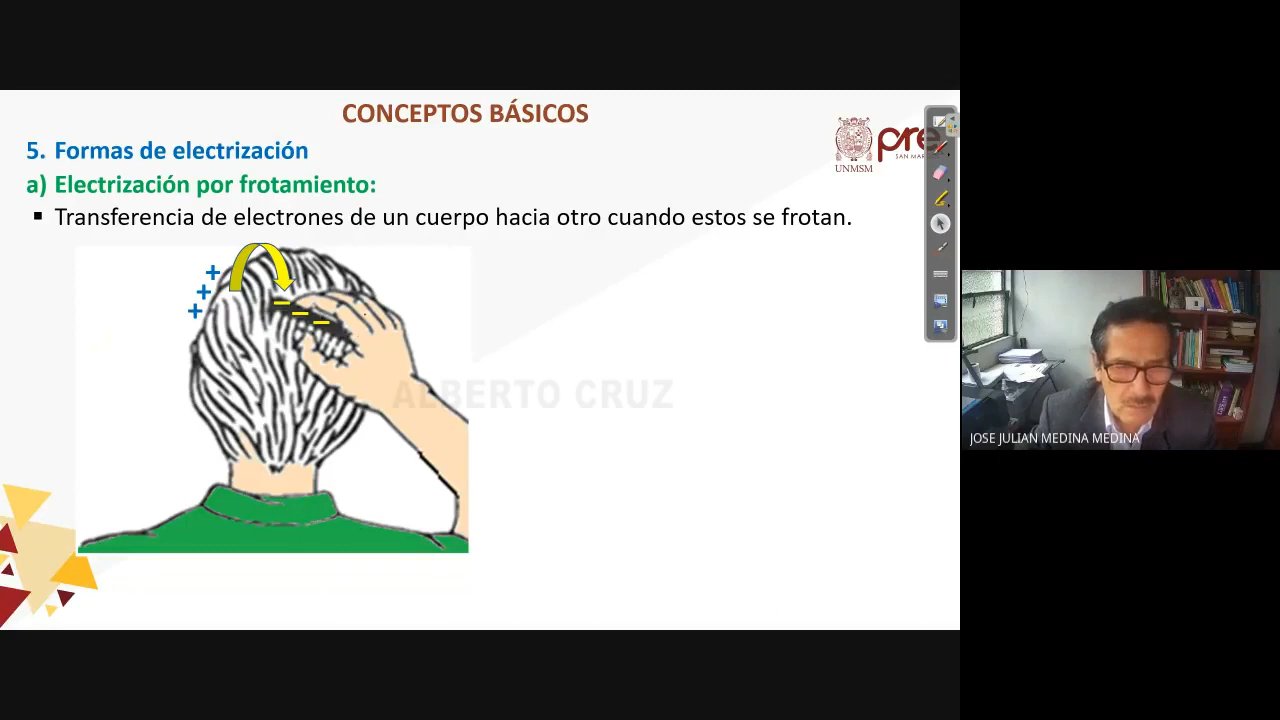 CONCEPTOS BÁSICOS
5. Formas de electrización
a) Electrización por frotamiento:
▪ Transferencia de electrones de un cuerpo hacia otro cuando estos se frotan.
UNMSM
pre
+
+
+
−
−
−
ALBERTO CRUZ
JOSE JULIAN MEDINA MEDINA